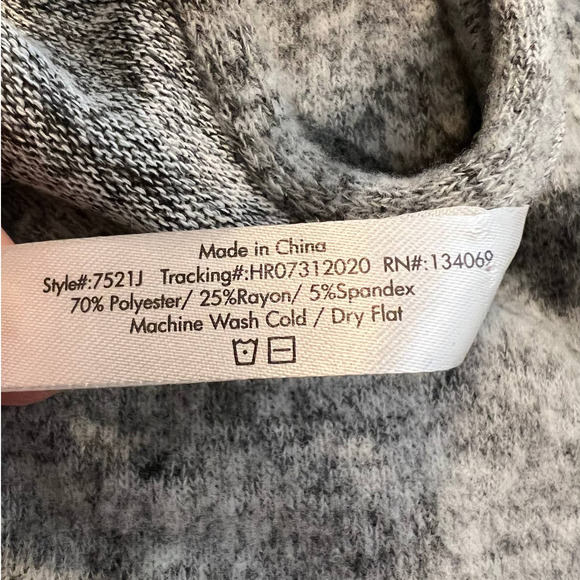 Made in China
Style#:7521J Tracking#:HR07312020 RN#:134069
70% Polyester/ 25%Rayon/ 5%Spandex
Machine Wash Cold / Dry Flat